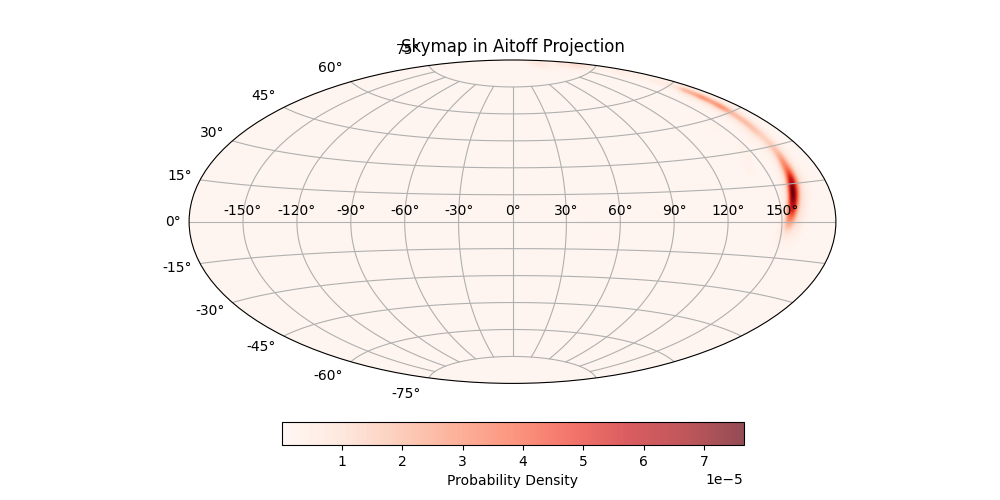 75°
Skymap in Aitoff Projection
60°
45°
30°
15°
-150° -120° -90° -60° -30° 0° 30° 60° 90° 120° 150°
0°
-15°
-30°
-45°
-60°
-75°
1 2 3 4 5 6 7
1e−5
Probability Density